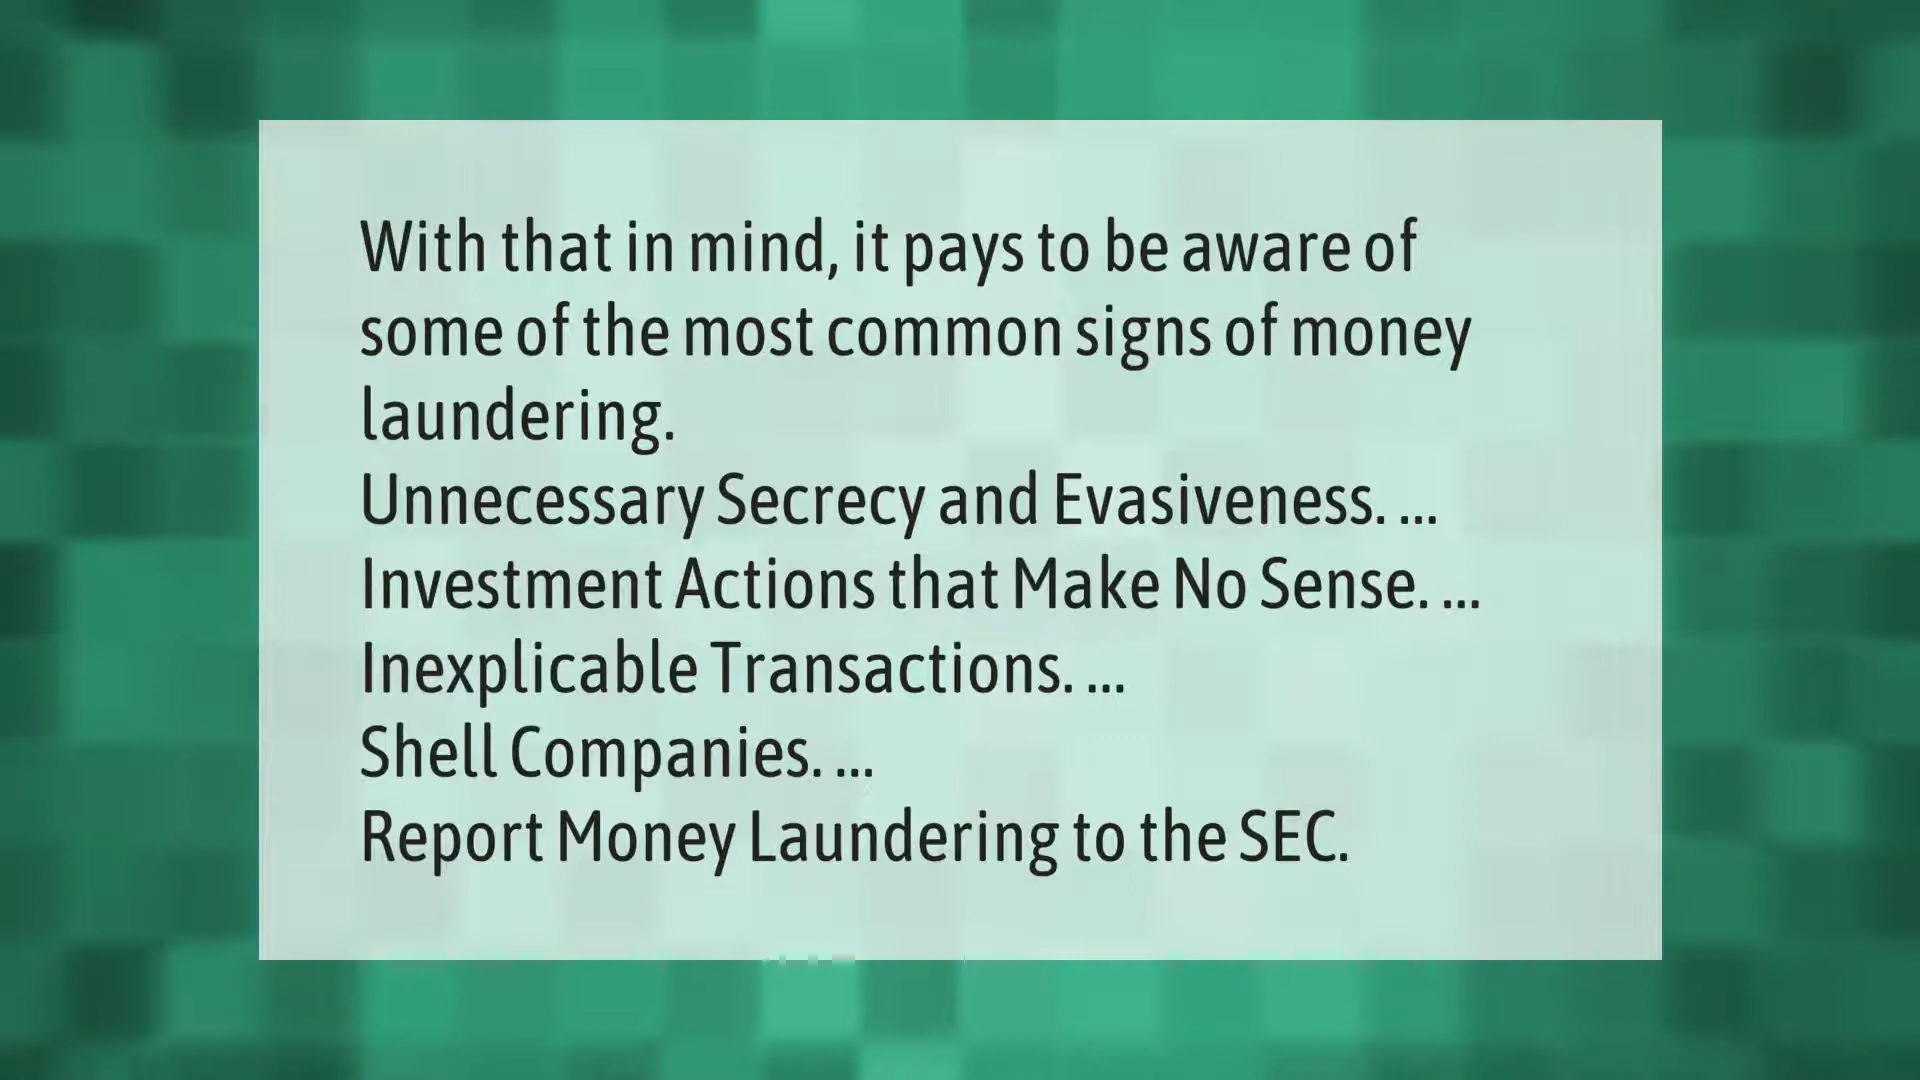 With that in mind, it pays to be aware of
some of the most common signs of money
laundering.
Unnecessary Secrecy and Evasiveness. ...
Investment Actions that Make No Sense. ...
Inexplicable Transactions. ...
Shell Companies. ...
Report Money Laundering to the SEC.